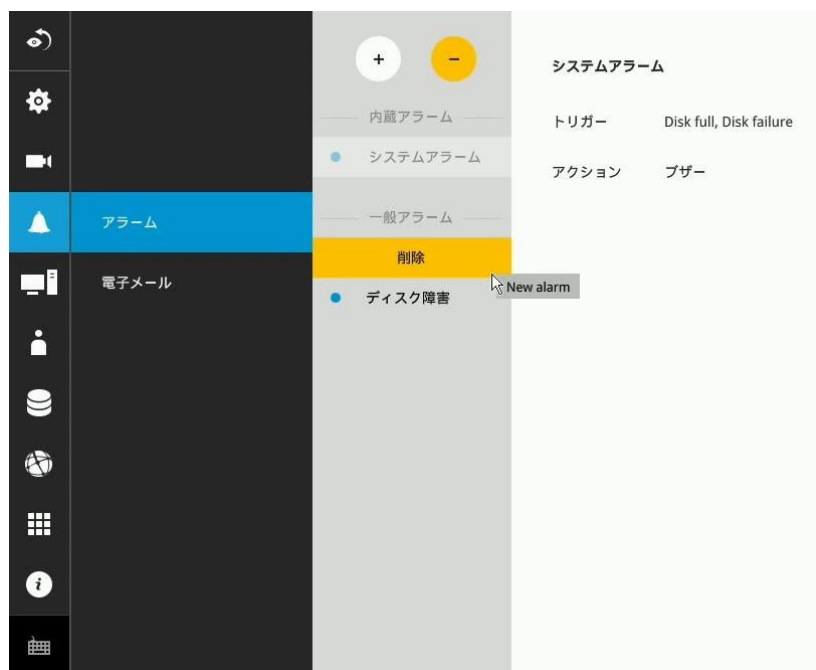 +
-
内蔵アラーム
システムアラーム
一般アラーム
削除
ディスク障害
アラーム
電子メール
New alarm
システムアラーム
トリガー Disk full, Disk failure
アクション ブザー
i